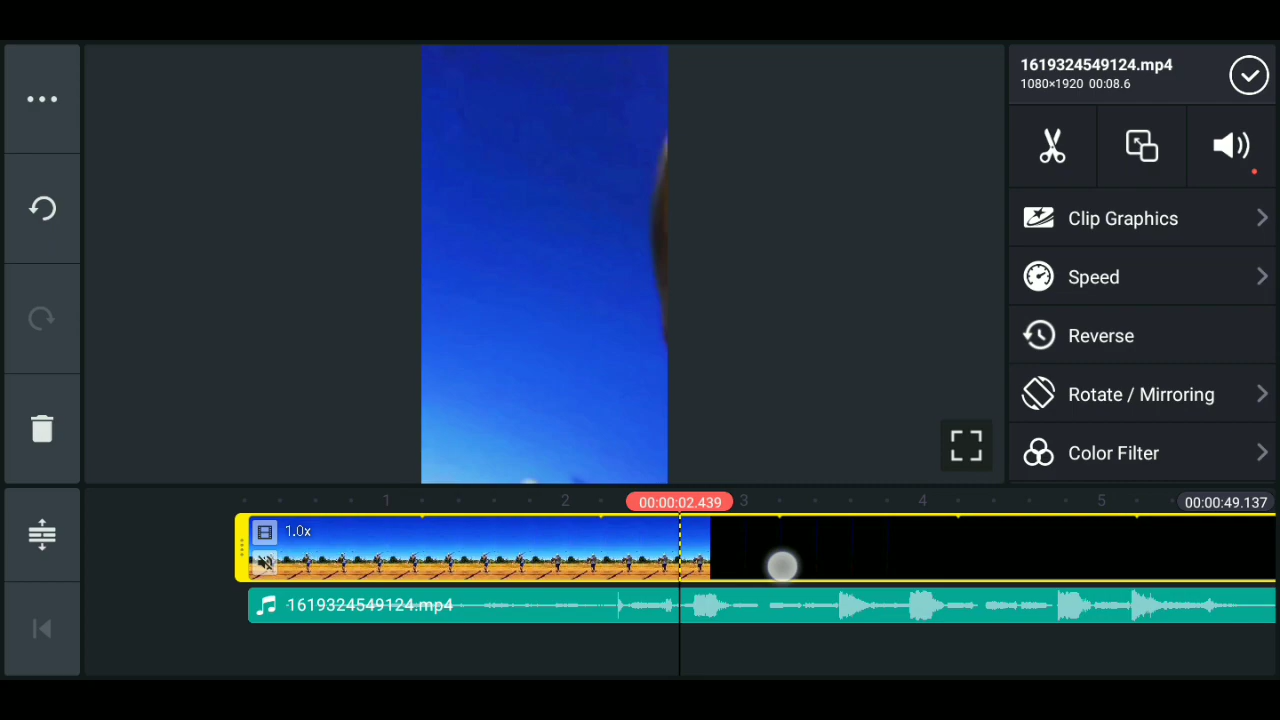 1619324549124.mp4
1080×1920 00:08.6
Clip Graphics
Speed
Reverse
Rotate / Mirroring
Color Filter
1
2
00:00:02.439
3
4
5
00:00:49.137
1.0x
1619324549124.mp4